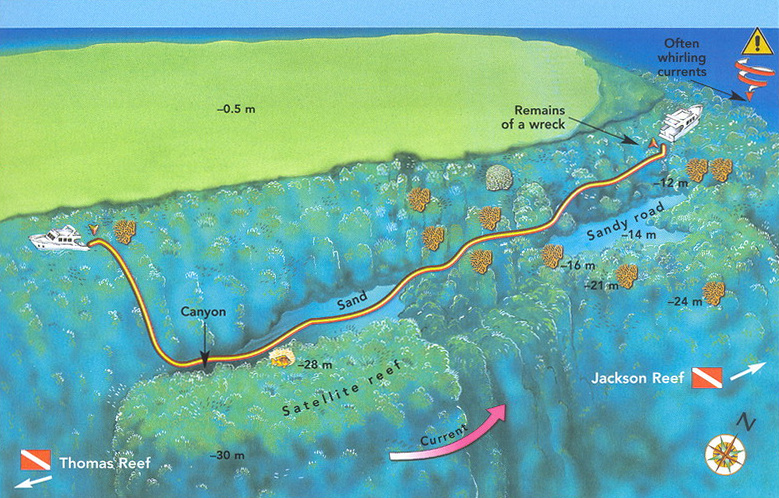 Often
whirling
currents
–0.5 m
Remains
of a wreck
–12 m
Sandy road
–14 m
–16 m
–21 m
–24 m
Sand
Canyon
–28 m
Satellite reef
Jackson Reef
Current
N
–30 m
Thomas Reef